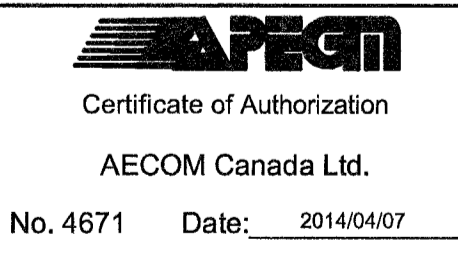 APEGM
Certificate of Authorization
AECOM Canada Ltd.
No. 4671 Date: 2014/04/07